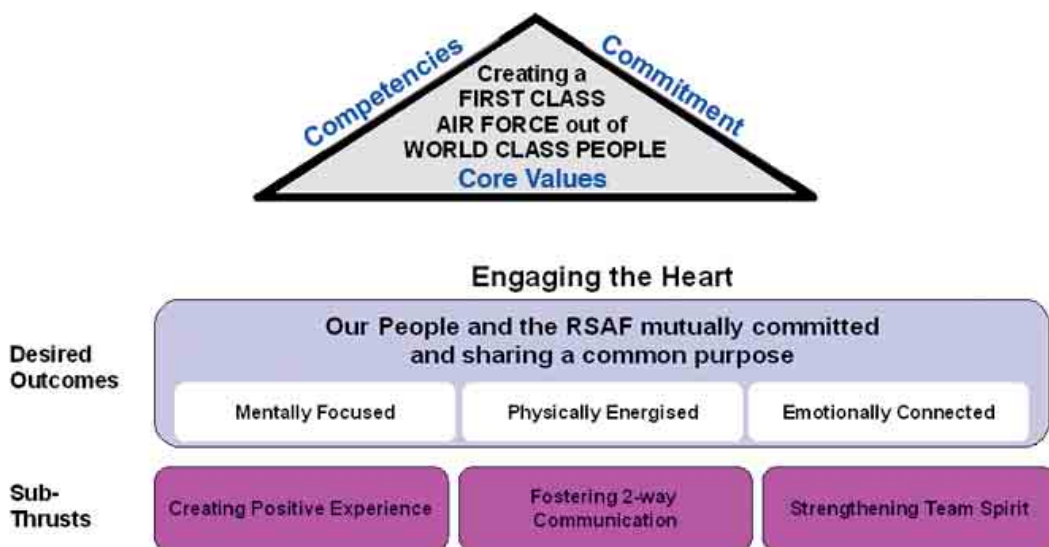 Competencies
Commitment
Creating a
FIRST CLASS
AIR FORCE out of
WORLD CLASS PEOPLE
Core Values
Engaging the Heart
Desired
Outcomes
Our People and the RSAF mutually committed
and sharing a common purpose
Mentally Focused
Physically Energised
Emotionally Connected
Sub-
Thrusts
Creating Positive Experience
Fostering 2-way
Communication
Strengthening Team Spirit